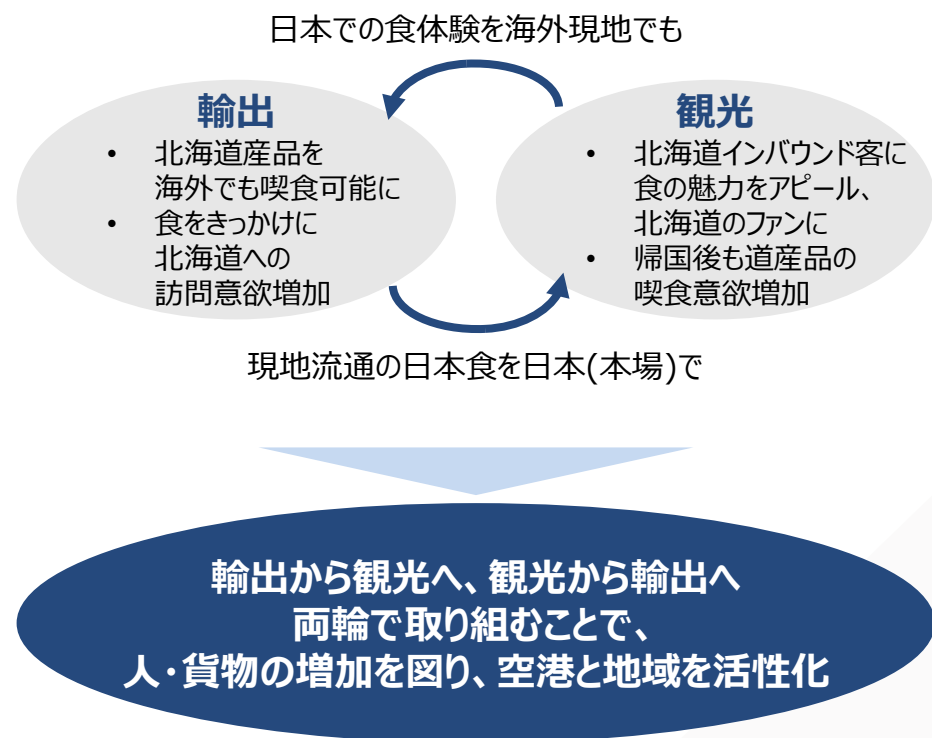 日本での食体験を海外現地でも
輸出
• 北海道産品を
海外でも喫食可能に
• 食をきっかけに
北海道への
訪問意欲増加
観光
• 北海道インバウンド客に
食の魅力をアピール、
北海道のファンに
• 帰国後も道産品の
喫食意欲増加
現地流通の日本食を日本(本場)で
輸出から観光へ、観光から輸出へ
両輪で取り組むことで、
人・貨物の増加を図り、空港と地域を活性化